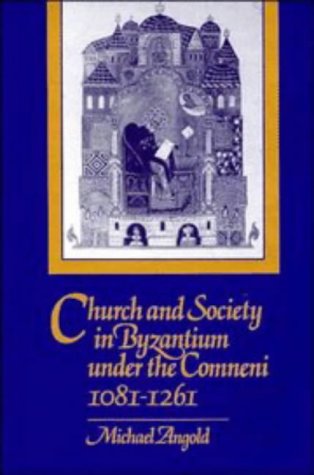 Church and Society
in Byzantium
under the Comneni
1081-1261
Michael Angold